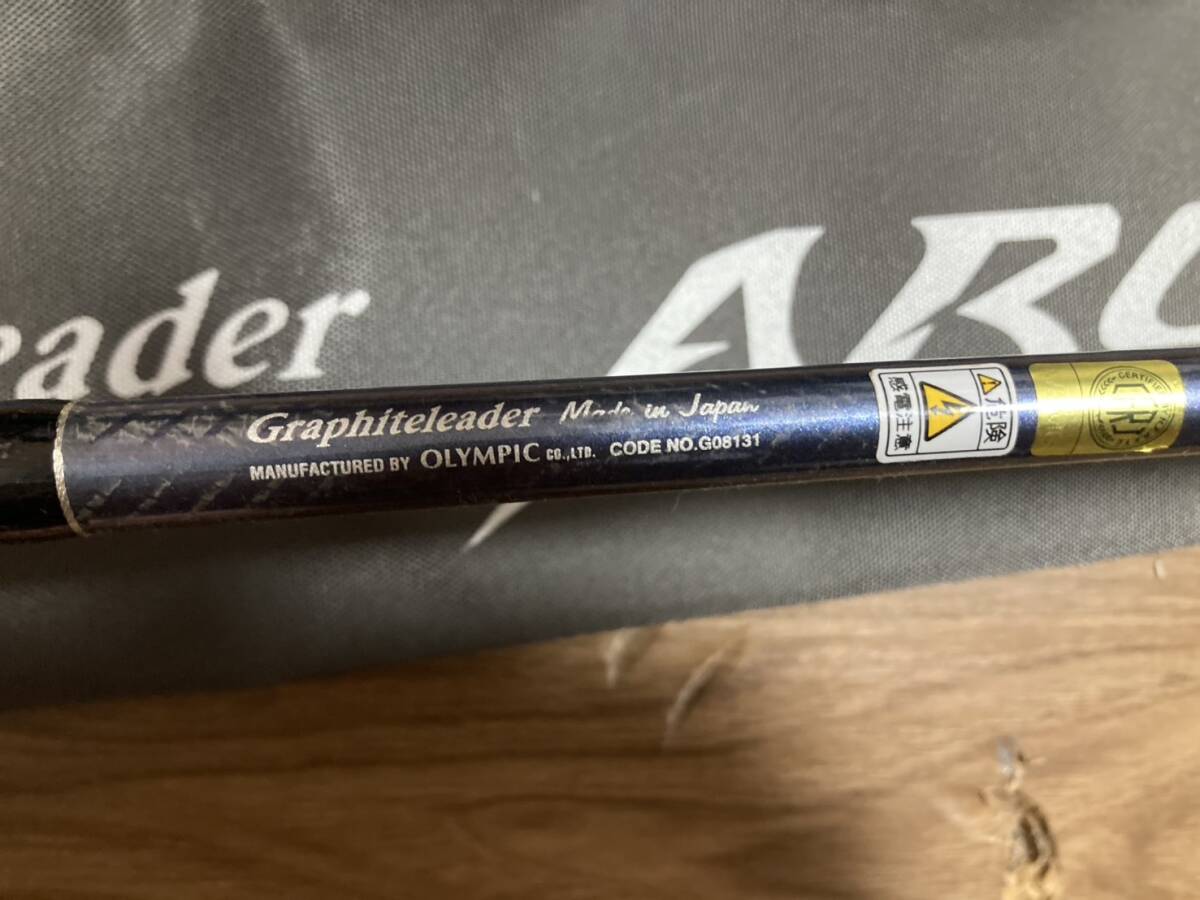 eader
ARC
Graphiteleader Made in Japan
MANUFACTURED BY OLYMPIC CO.,LTD. CODE NO.G08131
危険
感電注意
CERTIFIC